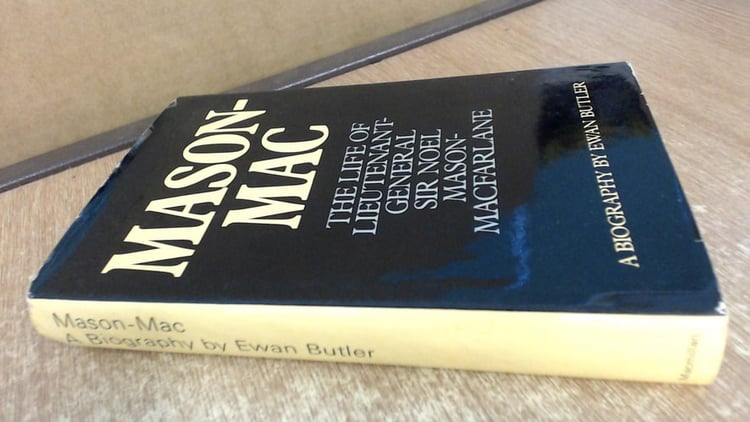 MASON-
MAC
THE LIFE OF
LIEUTENANT-
GENERAL
SIR NOEL
MASON-
MACFARLANE
A BIOGRAPHY BY EWAN BUTLER
Mason-Mac
A Biography by Ewan Butler
Macmillan